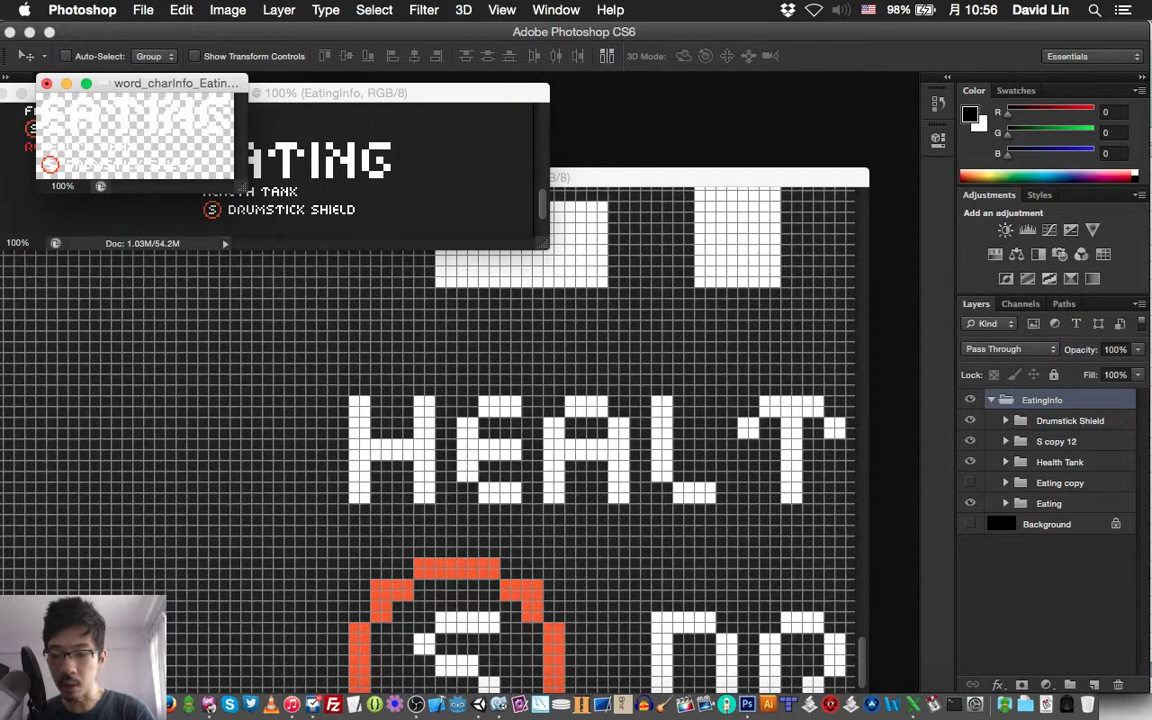 Photoshop File Edit Image Layer Type Select Filter 3D View Window Help 98% 月 10:56 David Lin
Adobe Photoshop CS6
Auto-Select: Group Show Transform Controls 3D Mode: Essentials
word_charInfo_Eatin...
@ 100% (EatingInfo, RGB/8)
B/8)
ATING
HEALTH TANK
S DRUMSTICK SHIELD
100%
100% Doc: 1.03M/54.2M
HEALT
S
Color Swatches
R 0
G 0
B 0
Adjustments Styles
Add an adjustment
Layers Channels Paths
Kind
Pass Through Opacity: 100%
Lock: Fill: 100%
EatingInfo
Drumstick Shield
S copy 12
Health Tank
Eating copy
Eating
Background
fx